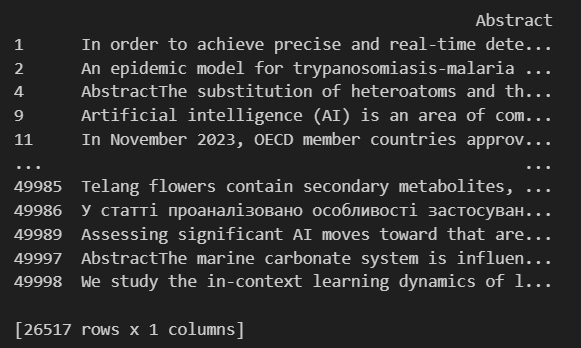 Abstract
1 In order to achieve precise and real-time dete...
2 An epidemic model for trypanosomiasis-malaria ...
4 AbstractThe substitution of heteroatoms and th...
9 Artificial intelligence (AI) is an area of com...
11 In November 2023, OECD member countries approv...
... ...
49985 Telang flowers contain secondary metabolites, ...
49986 У статті проаналізовано особливості застосуван...
49989 Assessing significant AI moves toward that are...
49997 AbstractThe marine carbonate system is influen...
49998 We study the in-context learning dynamics of l...
[26517 rows x 1 columns]